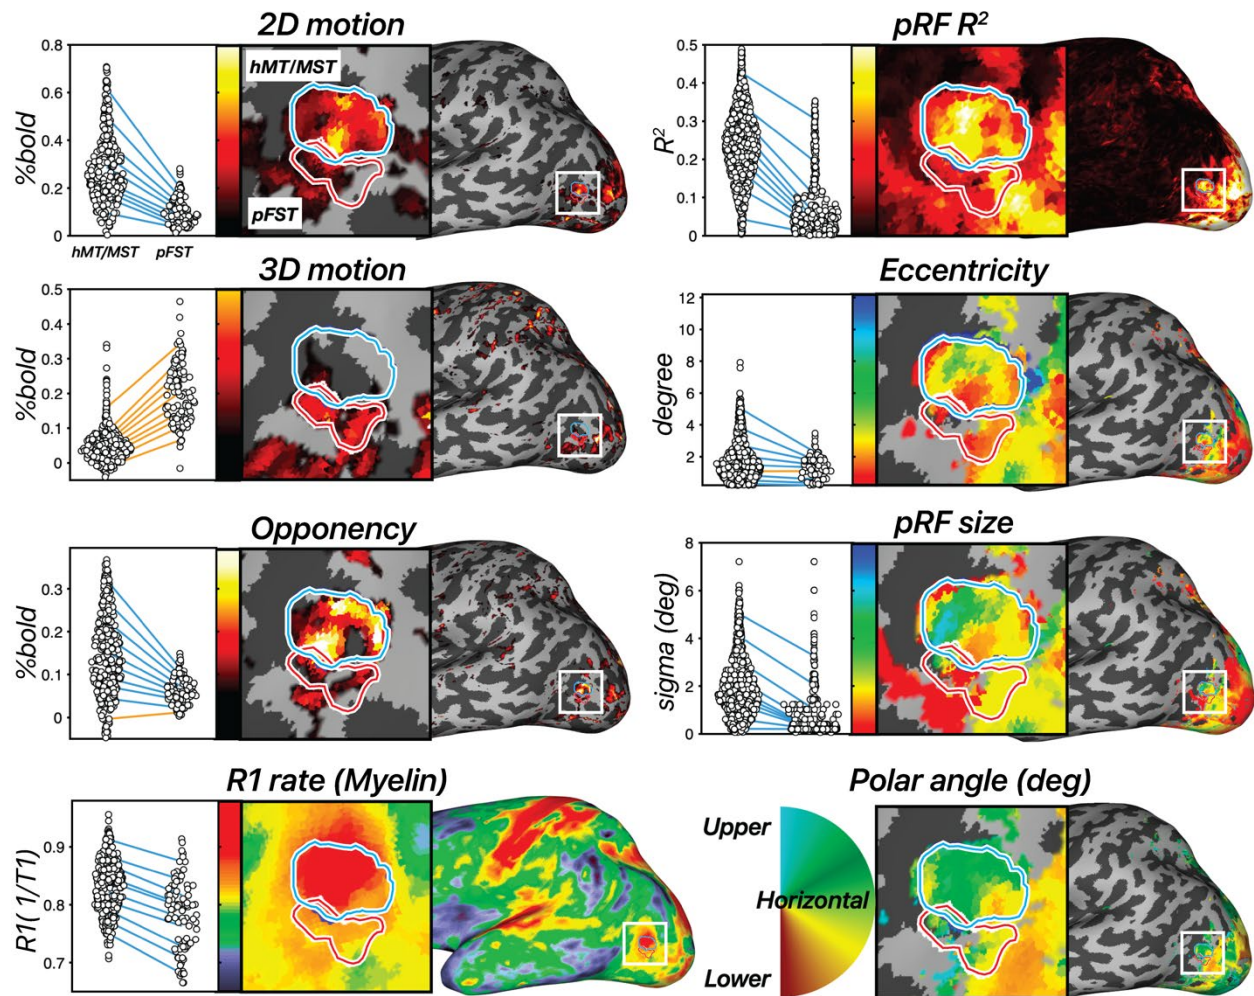 2D motion
0.8
0.6
0.4
0.2
0
%bold
hMT/MST
pFST
hMT/MST pFST
pRF R²
0.5
0.4
0.3
0.2
0.1
0
R²
3D motion
0.5
0.4
0.3
0.2
0.1
0
%bold
Eccentricity
12
10
8
6
4
2
degree
Opponency
0.3
0.2
0.1
0
%bold
pRF size
8
6
4
2
0
sigma (deg)
R1 rate (Myelin)
0.9
0.8
0.7
R1( 1/T1)
Polar angle (deg)
Upper
Horizontal
Lower